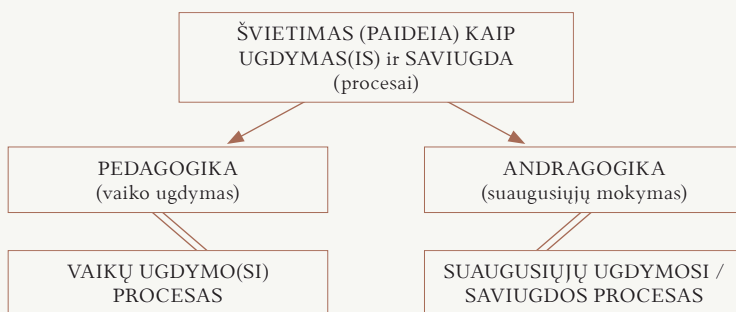 ŠVIETIMAS (PAIDEIA) KAIP
UGDYMAS(IS) ir SAVIUGDA
(procesai)
PEDAGOGIKA
(vaiko ugdymas)
ANDRAGOGIKA
(suaugusiųjų mokymas)
VAIKŲ UGDYMO(SI)
PROCESAS
SUAUGUSIŲJŲ UGDYMOSI /
SAVIUGDOS PROCESAS